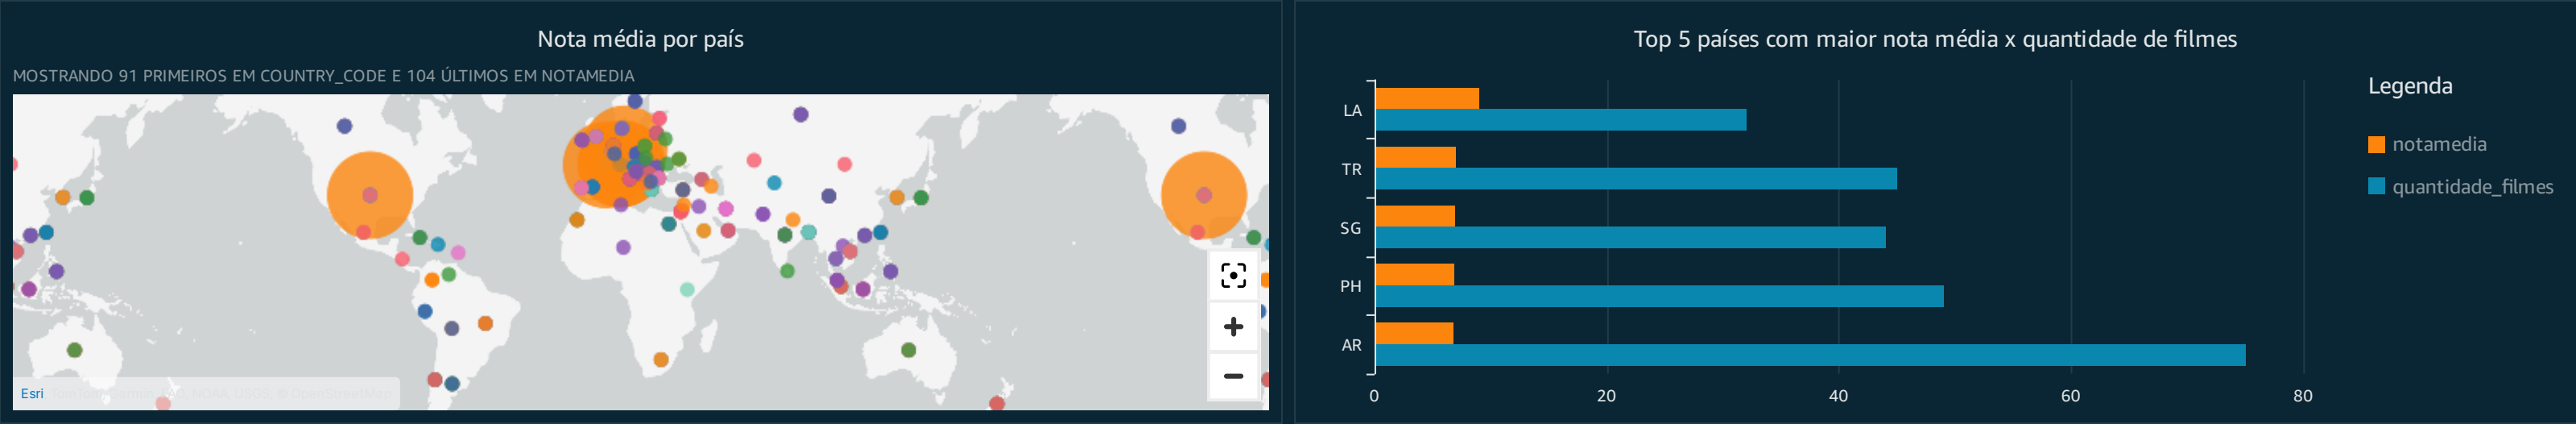 Nota média por país
MOSTRANDO 91 PRIMEIROS EM COUNTRY_CODE E 104 ÚLTIMOS EM NOTAMEDIA
Esri
Top 5 países com maior nota média x quantidade de filmes
LA
TR
SG
PH
AR
0 20 40 60 80
Legenda
notamedia
quantidade_filmes